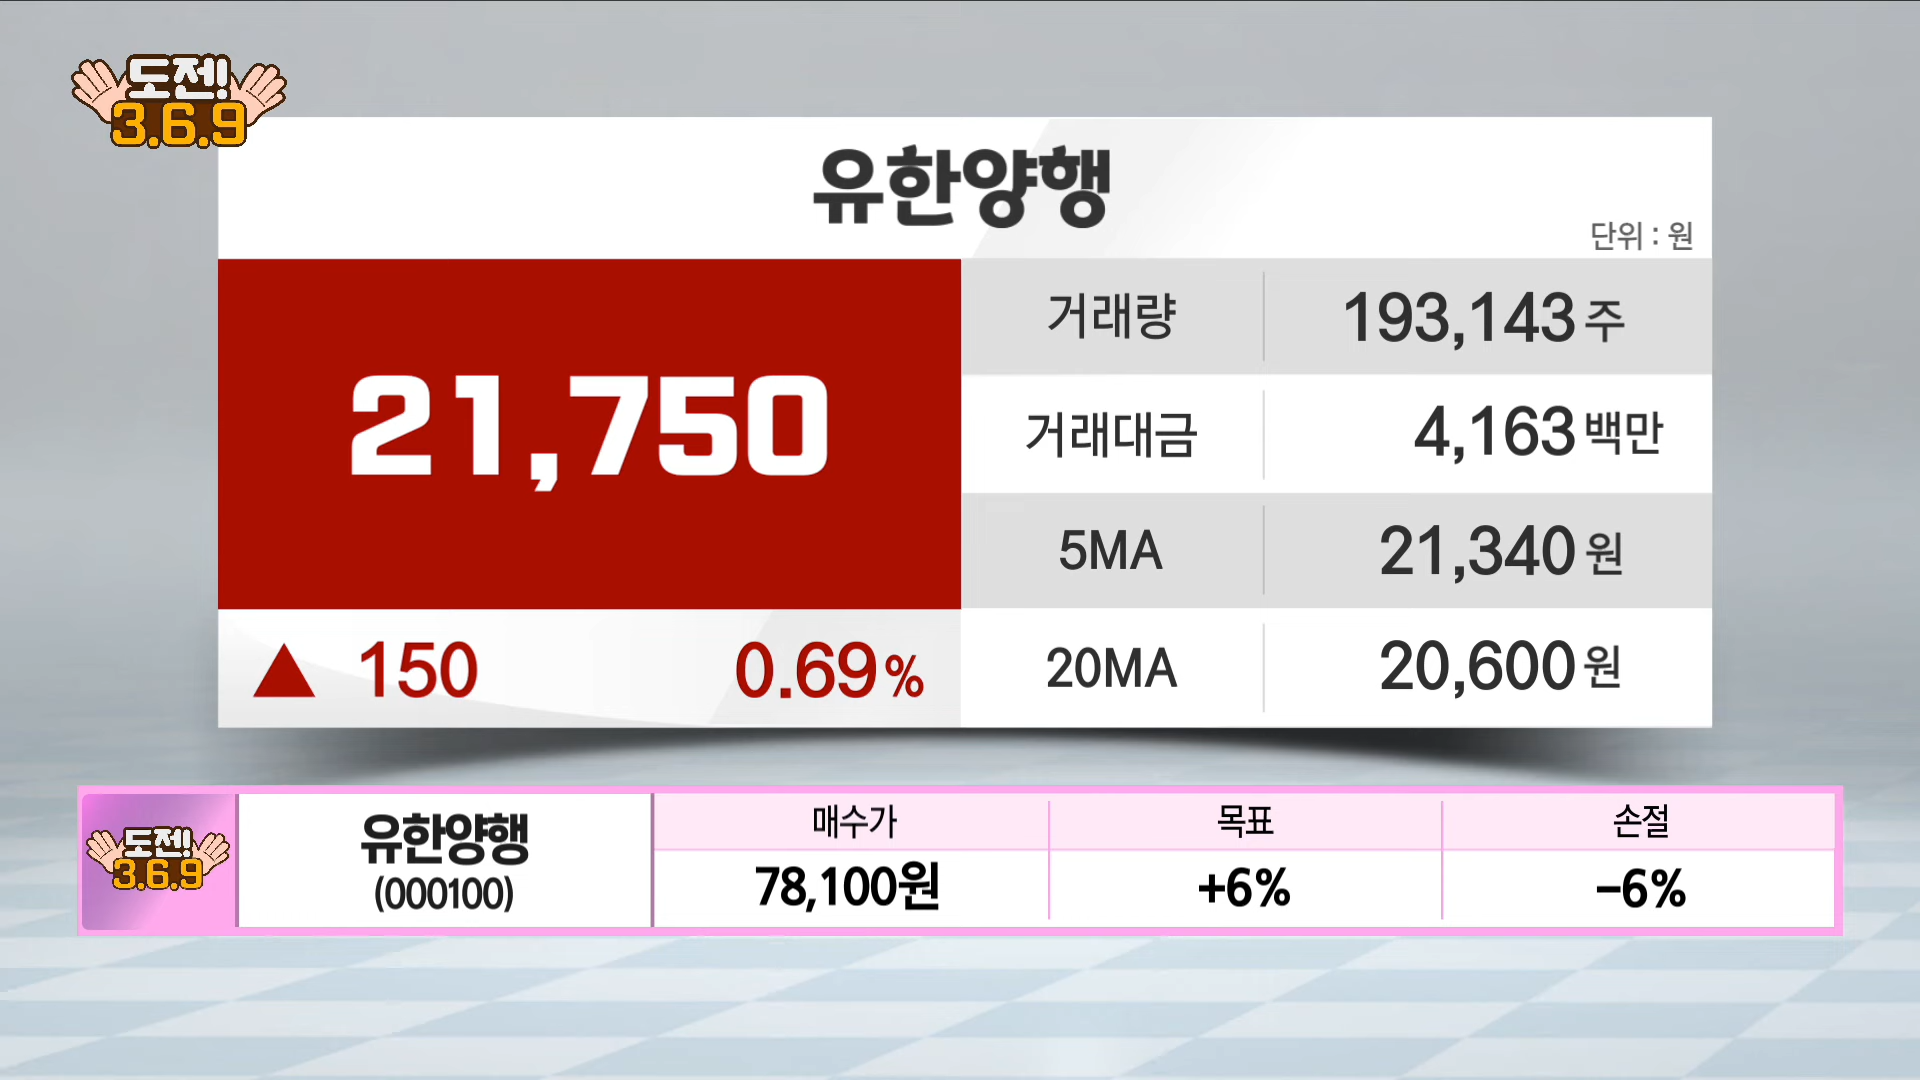 도젠!
3.6.9
유한양행
단위 : 원
21,750
▲ 150 0.69%
거래량 193,143주
거래대금 4,163백만
5MA 21,340원
20MA 20,600원
도젠!
3.6.9
유한양행
(000100)
매수가 목표 손절
78,100원 +6% -6%